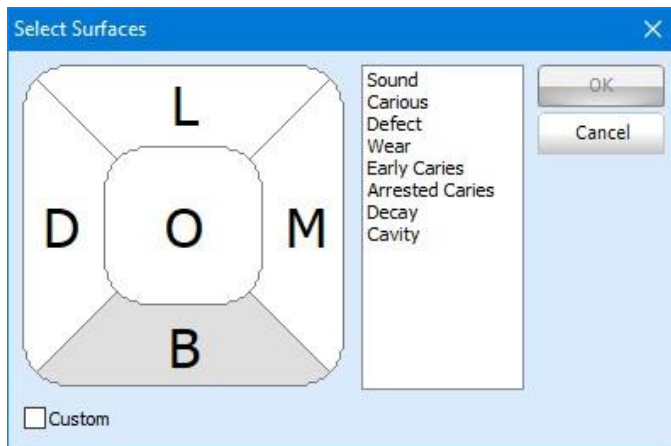 Select Surfaces
L
D
O
M
B
Sound
Carious
Defect
Wear
Early Caries
Arrested Caries
Decay
Cavity
OK
Cancel
Custom